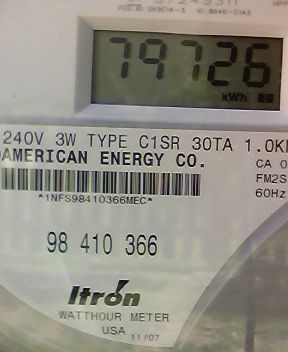 79726
kWh
240V 3W TYPE C1SR 30TA 1.0K
AMERICAN ENERGY CO.
CA 0
FM2S
60Hz
*1NFS98410366MEC*
98 410 366
Itrón
WATTHOUR METER
USA 11/07